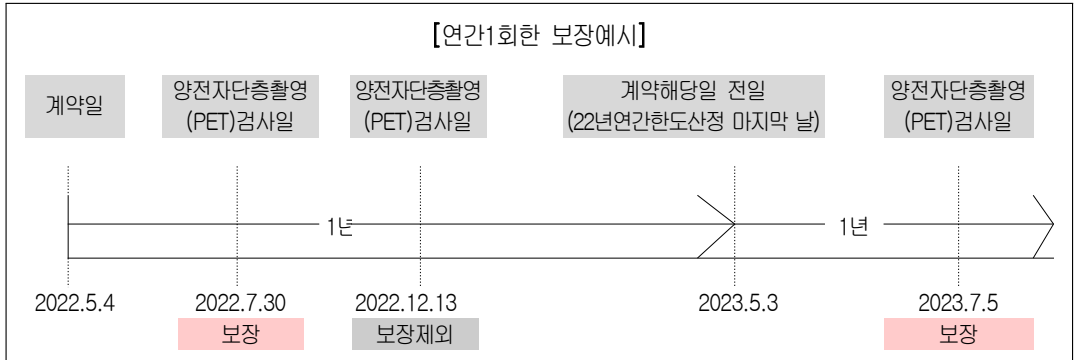 [연간1회한 보장예시]
계약일
양전자단층촬영
(PET)검사일
양전자단층촬영
(PET)검사일
계약해당일 전일
(22년연간한도산정 마지막 날)
양전자단층촬영
(PET)검사일
1년
1년
2022.5.4
2022.7.30
2022.12.13
2023.5.3
2023.7.5
보장
보장제외
보장